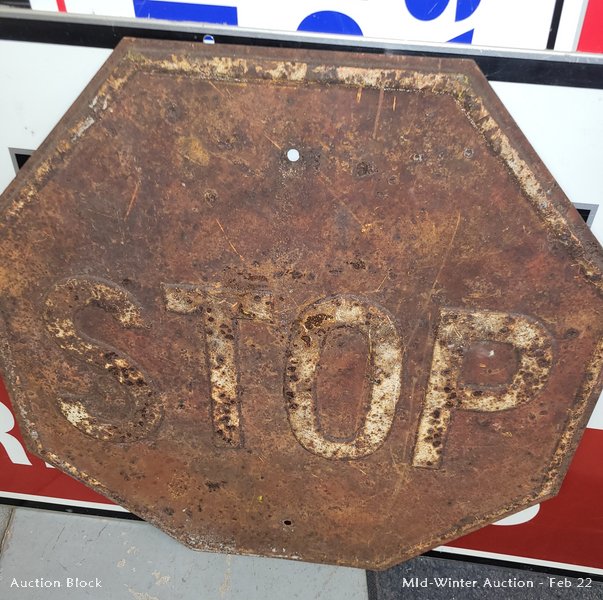 STOP
Auction Block
MId-Winter Auction - Feb 22